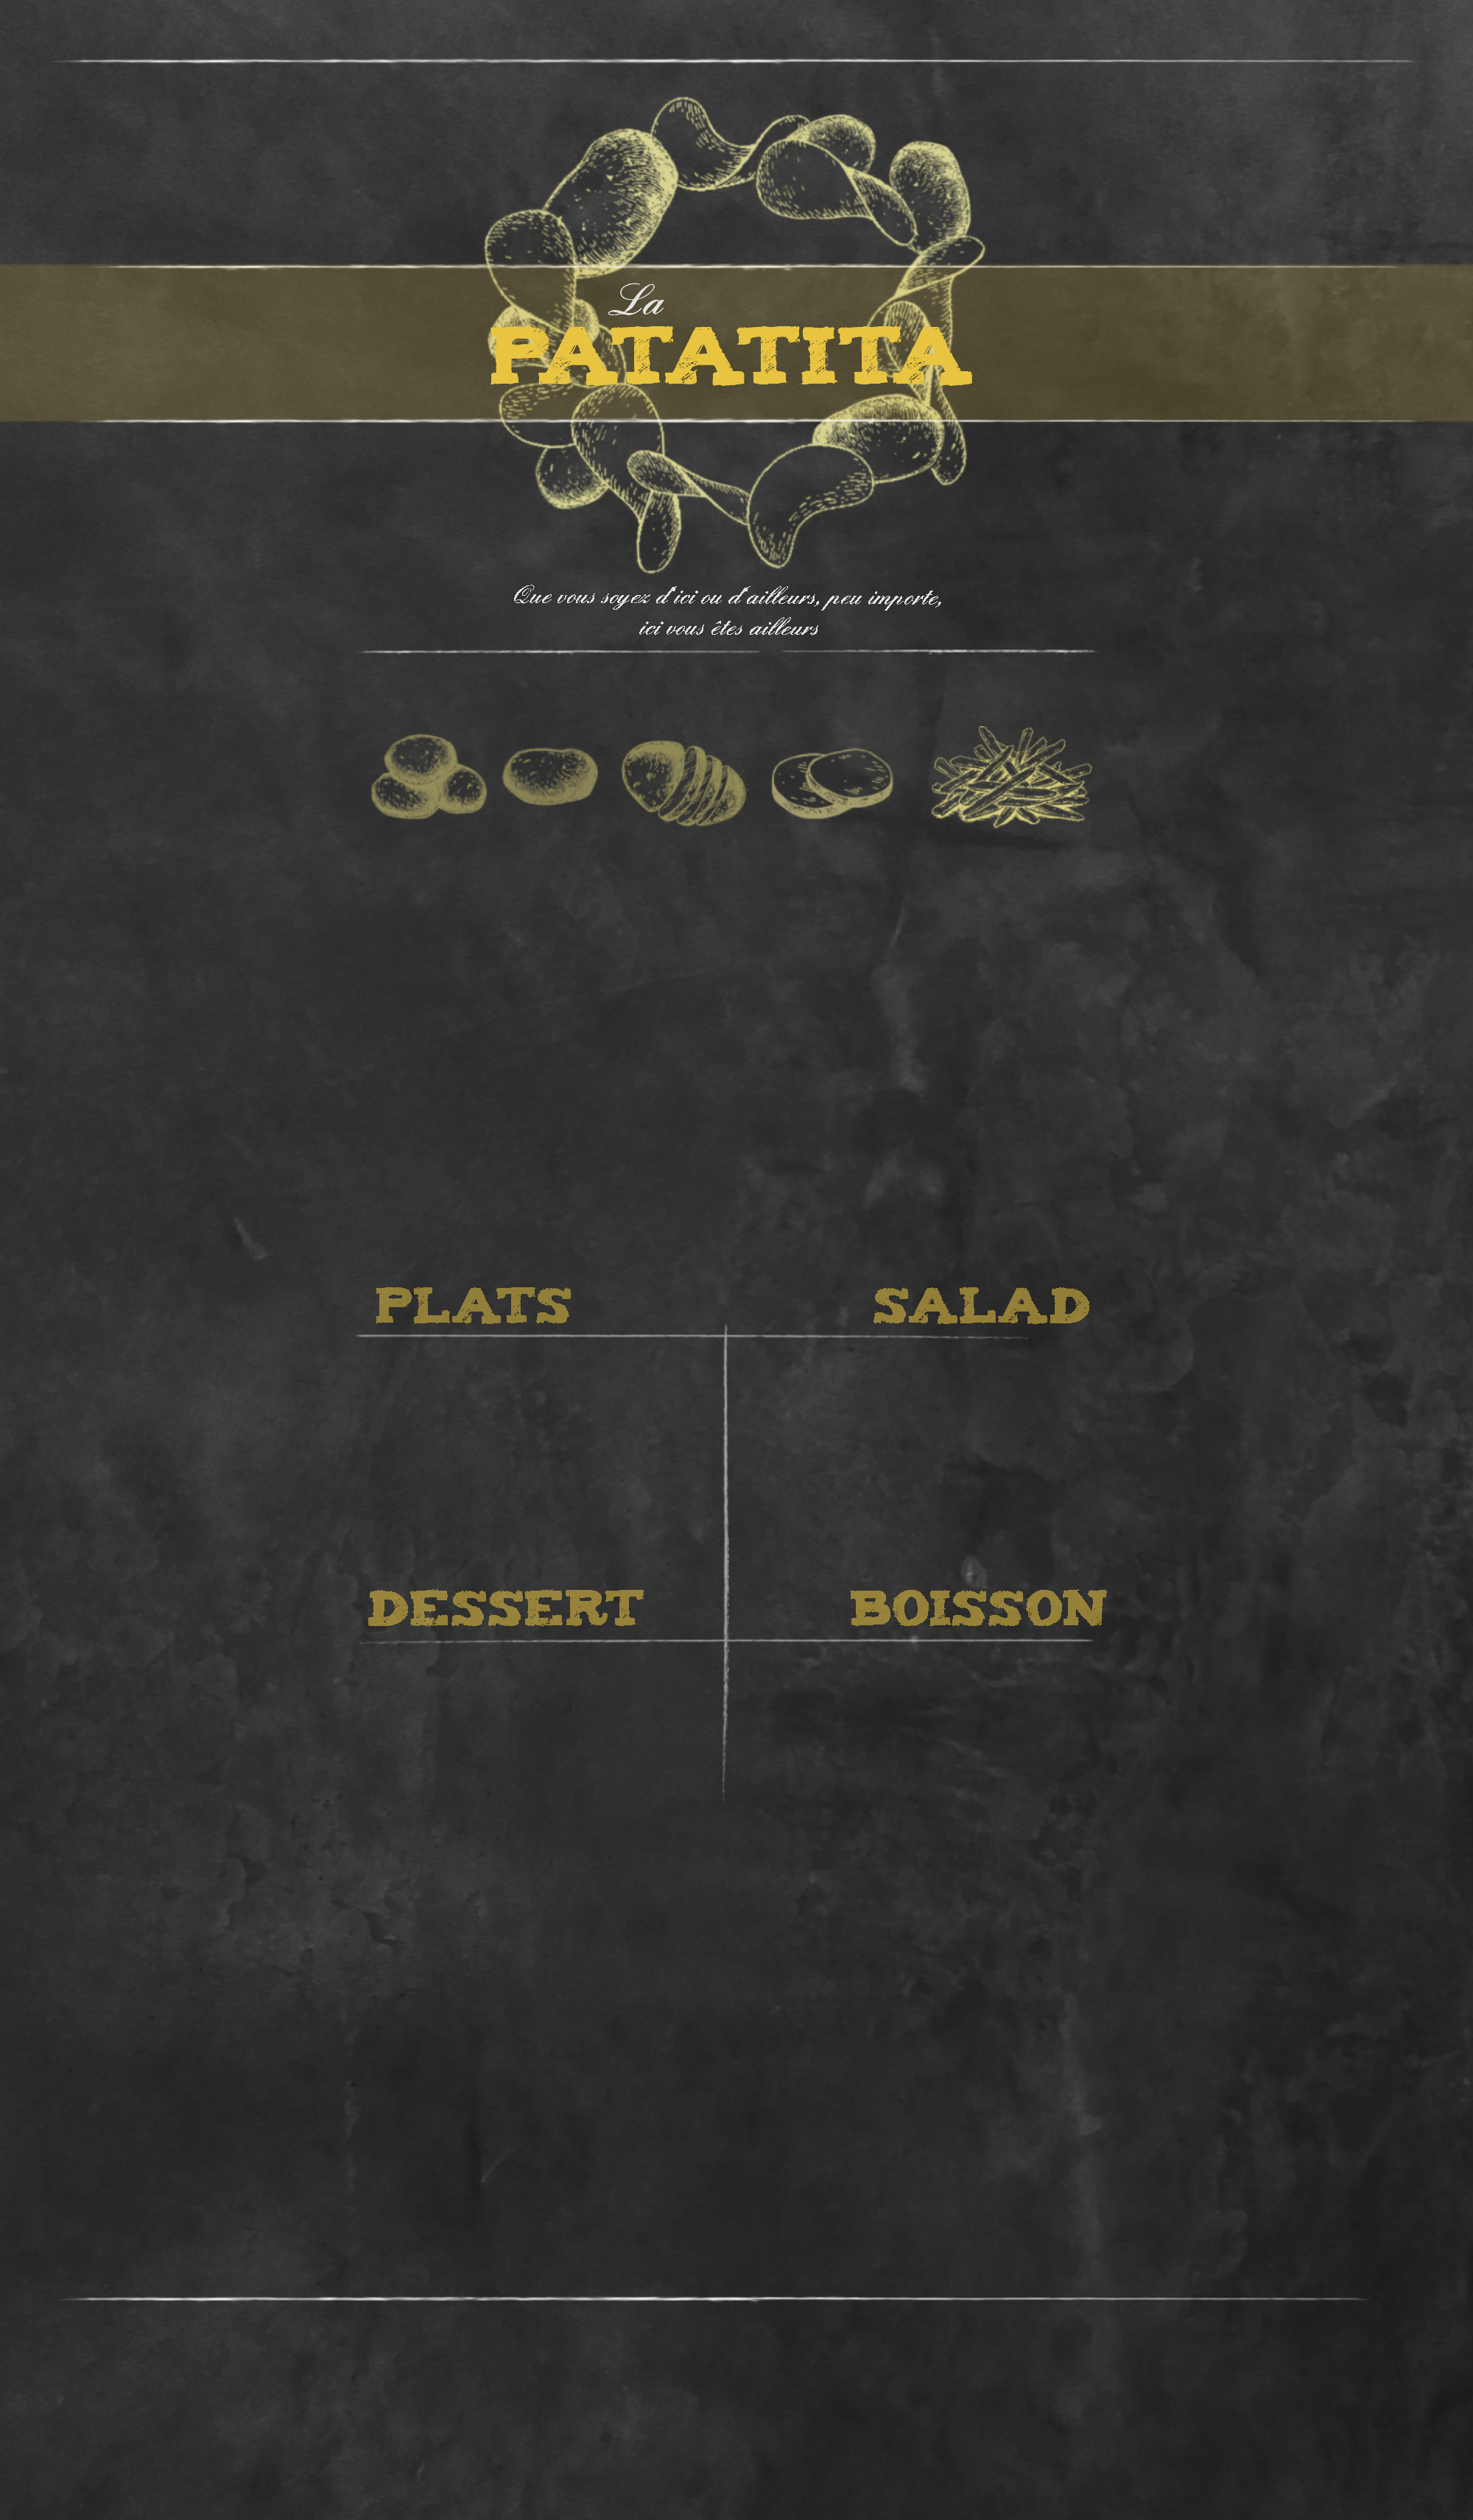 La
PATATITA
Que vous soyez d'ici ou d'ailleurs, peu importe,
ici vous êtes ailleurs
PLATS
SALAD
DESSERT
BOISSON